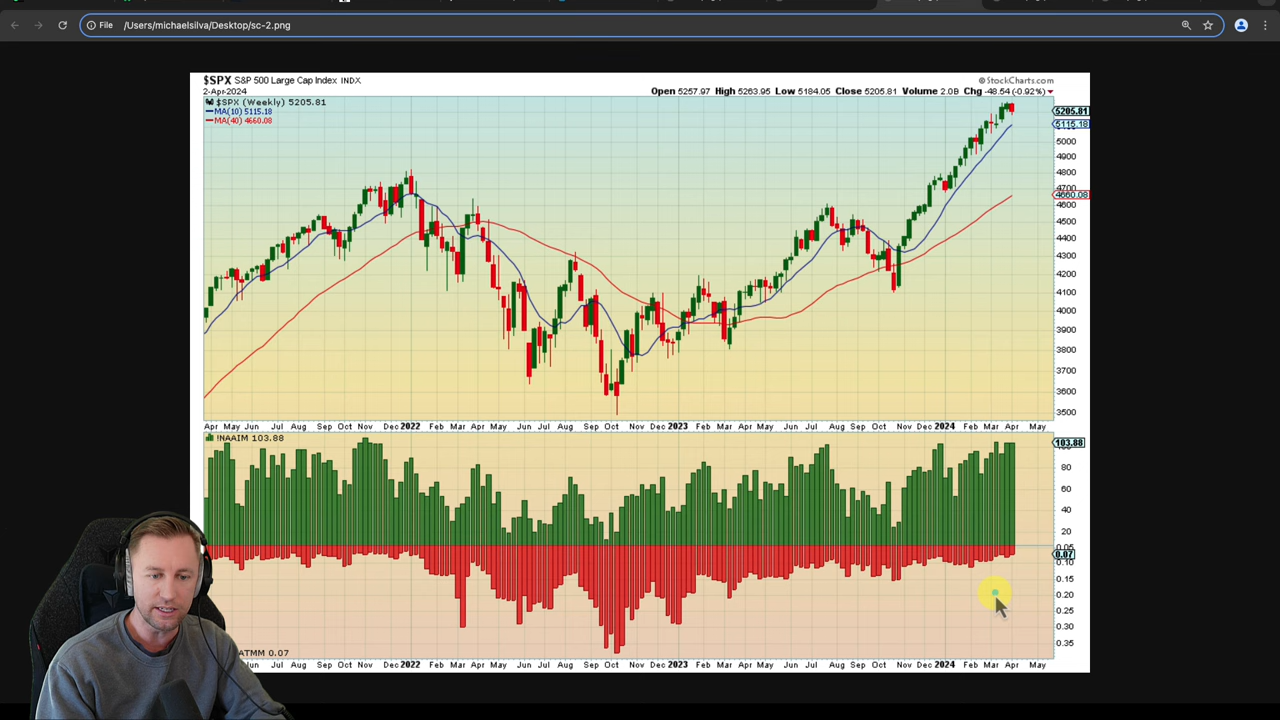 File /Users/michaelsilva/Desktop/sc-2.png
$SPX S&P 500 Large Cap Index INDX
© StockCharts.com
2-Apr-2024
Open 5257.97 High 5263.95 Low 5184.05 Close 5205.81 Volume 2.0B Chg -48.54 (-0.92%)
$SPX (Weekly) 5205.81
MA(10) 5115.18
MA(40) 4660.08
5205.81
5115.18
5000
4900
4800
4700
4660.08
4600
4500
4400
4300
4200
4100
4000
3900
3800
3700
3600
3500
Apr May Jun Jul Aug Sep Oct Nov Dec 2022 Feb Mar Apr May Jun Jul Aug Sep Oct Nov Dec 2023 Feb Mar Apr May Jun Jul Aug Sep Oct Nov Dec 2024 Feb Mar Apr May
!NAAIM 103.88
103.88
80
60
40
20
0.05
0.07
0.10
0.15
0.20
0.25
0.30
0.35
ATMM 0.07
Jun Jul Aug Sep Oct Nov Dec 2022 Feb Mar Apr May Jun Jul Aug Sep Oct Nov Dec 2023 Feb Mar Apr May Jun Jul Aug Sep Oct Nov Dec 2024 Feb Mar Apr May